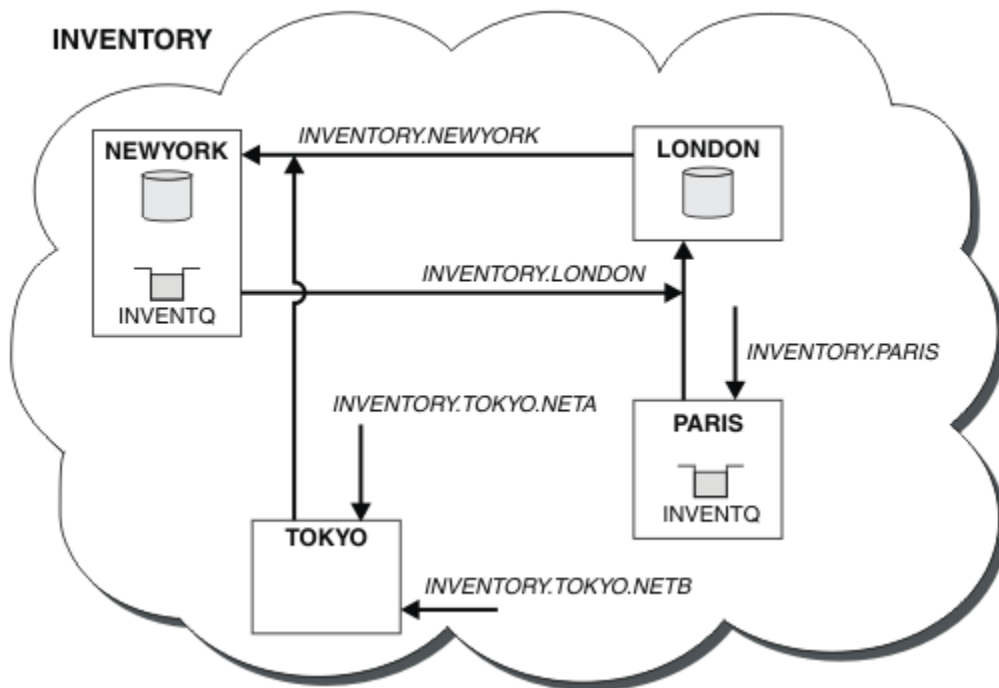 INVENTORY
INVENTORY.NEWYORK
NEWYORK
LONDON
INVENTORY.LONDON
INVENTQ
INVENTORY.PARIS
INVENTORY.TOKYO.NETA
PARIS
INVENTQ
TOKYO
INVENTORY.TOKYO.NETB